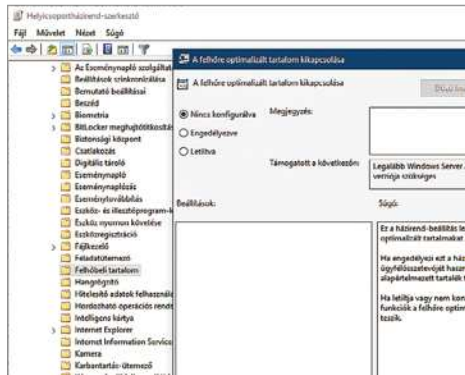 Helyicsoportházirend-szerkesztő
Fájl Művelet Nézet Súgó
Az Eseménynapló szolgáltat
Beállítások szinkronizálása
Bemutató beállításai
Beszéd
Biometria
BitLocker meghajtótitkosítás
Biztonsági központ
Csatlakozás
Digitális tároló
Eseménynapló
Eseménynaplózás
Eseménytovábbítás
Eszköz- és illesztőprogram-k
Eszköz nyomon követése
Eszközregisztráció
Fájlkezelő
Feladatütemező
Felhőbeli tartalom
Hangrögzítő
Hitelesítő adatok felhasznála
Hordozható operációs rends
Intelligens kártya
Internet Explorer
Internet Information Service
Kamera
Karbantartás-ütemező
A felhőre optimalizált tartalom kikapcsolása
A felhőre optimalizált tartalom kikapcsolása
Nincs konfigurálva
Megjegyzés:
Engedélyezve
Letiltva
Támogatott a következőn:
Legalább Windows Server
verziója szükséges
Beállítások:
Súgó:
Ez a házirend-beállítás le
optimalizált tartalmakat
Ha engedélyezi ezt a ház
ügyfélösszetevőjét haszn
alapértelmezett tartalék t
Ha letiltja vagy nem kon
funkciók a felhőre optim
teszik.